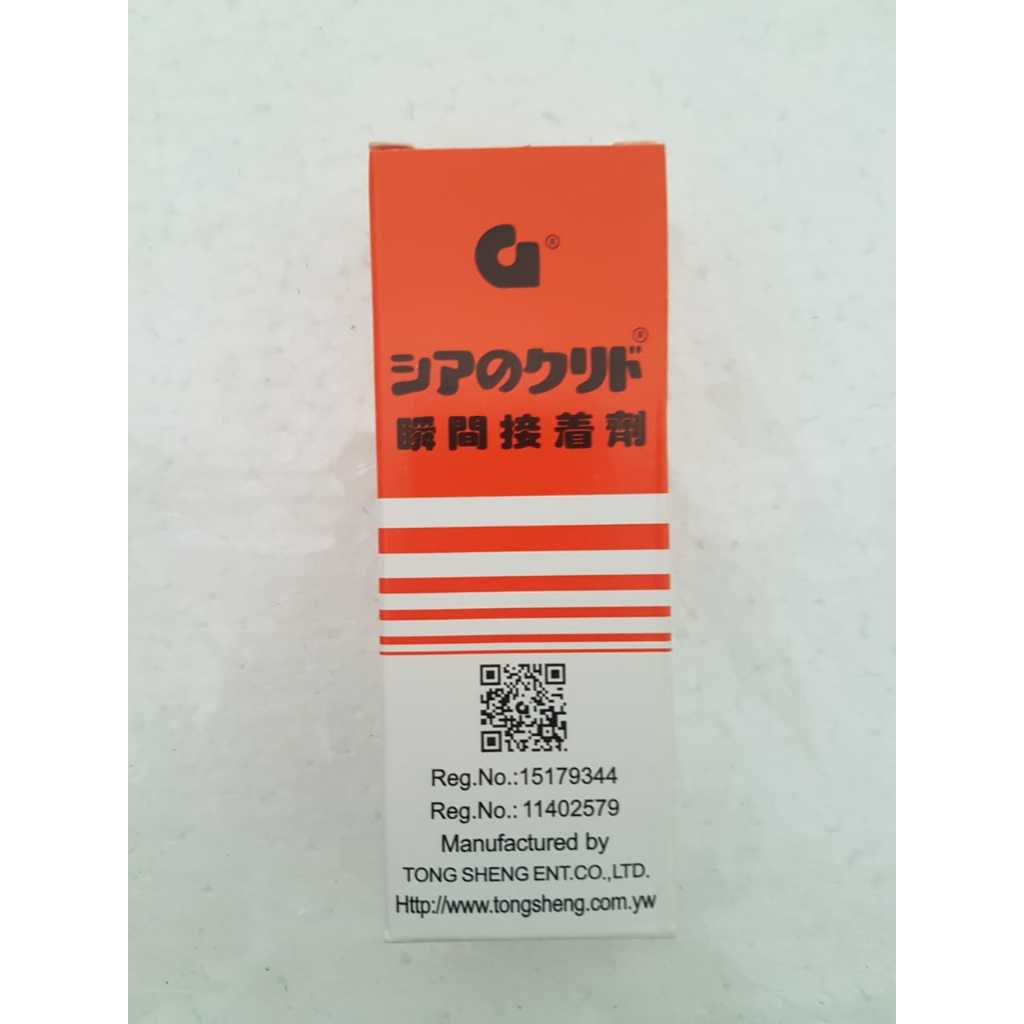 ®
®
シアのクリド
瞬間接着劑
Reg.No.:15179344
Reg.No.: 11402579
Manufactured by
TONG SHENG ENT.CO.,LTD.
Http://www.tongsheng.com.yw